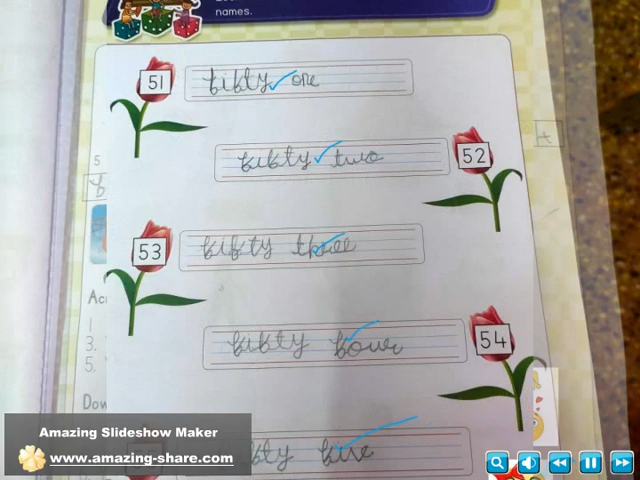 names.
51 fifty one
fifty two 52
53 fifty three
fifty four 54
five
Amazing Slideshow Maker
www.amazing-share.com